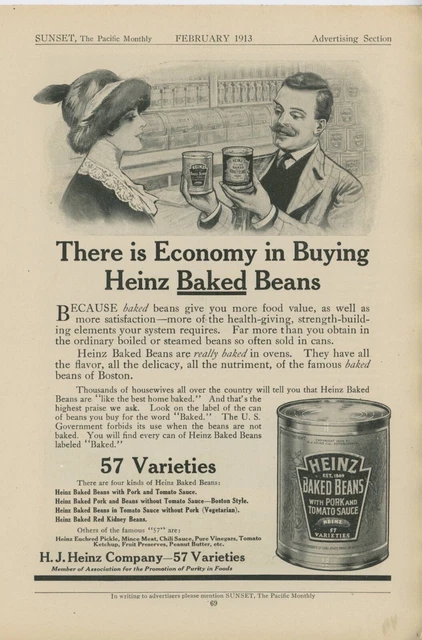 SUNSET, The Pacific Monthly FEBRUARY 1913 Advertising Section
There is Economy in Buying
Heinz Baked Beans
BECAUSE baked beans give you more food value, as well as
more satisfaction—more of the health-giving, strength-build-
ing elements your system requires. Far more than you obtain in
the ordinary boiled or steamed beans so often sold in cans.
Heinz Baked Beans are really baked in ovens. They have all
the flavor, all the delicacy, all the nutriment, of the famous baked
beans of Boston.
Thousands of housewives all over the country will tell you that Heinz Baked
Beans are "like the best home baked." And that's the
highest praise we ask. Look on the label of the can
of beans you buy for the word "Baked." The U. S.
Government forbids its use when the beans are not
baked. You will find every can of Heinz Baked Beans
labeled "Baked."
57 Varieties
There are four kinds of Heinz Baked Beans:
Heinz Baked Beans with Pork and Tomato Sauce.
Heinz Baked Pork and Beans without Tomato Sauce—Boston Style.
Heinz Baked Beans in Tomato Sauce without Pork (Vegetarian).
Heinz Baked Red Kidney Beans.
Others of the famous "57" are:
Heinz Euchred Pickle, Mince Meat, Chili Sauce, Pure Vinegars, Tomato
Ketchup, Fruit Preserves, Peanut Butter, etc.
H. J. Heinz Company—57 Varieties
Member of Association for the Promotion of Purity in Foods
HEINZ
EST. 1869
BAKED BEANS
WITH PORK AND
TOMATO SAUCE
HEINZ
57
VARIETIES
In writing to advertisers please mention SUNSET, The Pacific Monthly
69